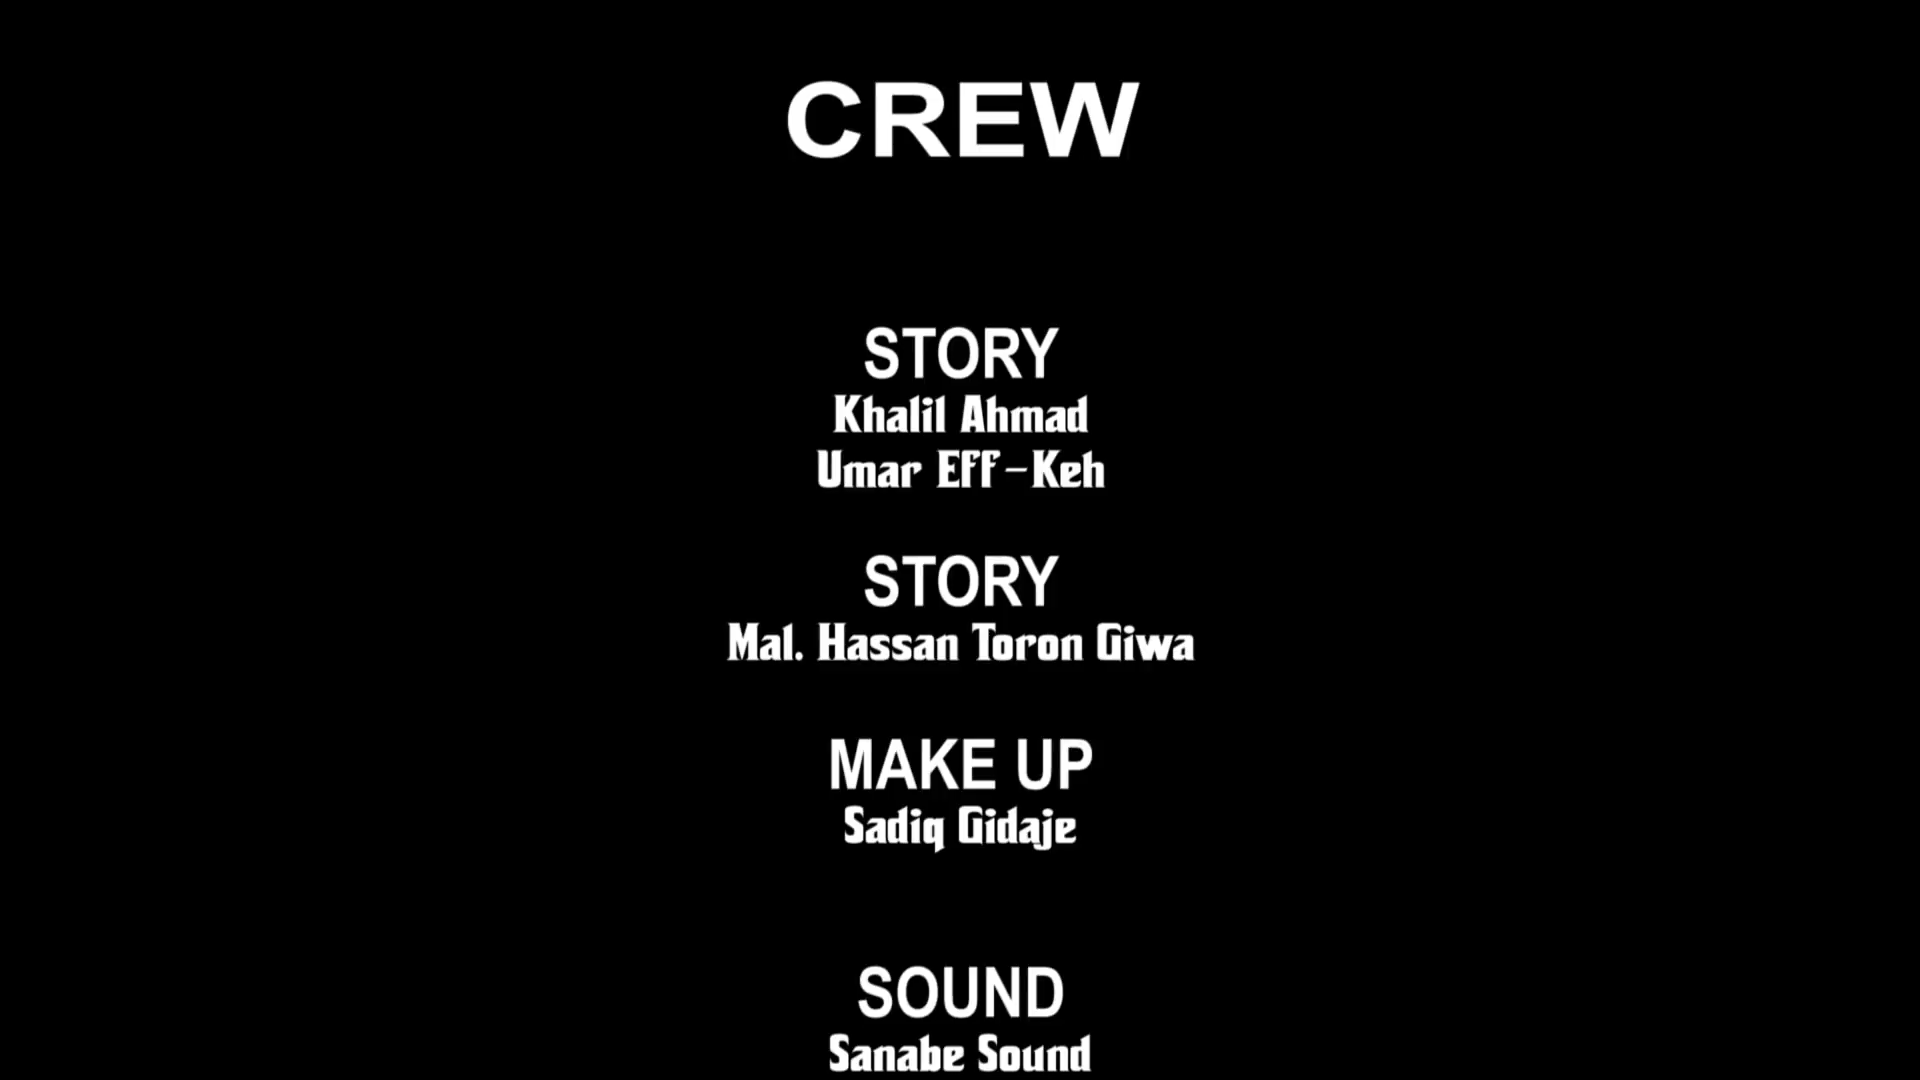 CREW
STORY
Khalil Ahmad
Umar Eff-Keh
STORY
Mal. Hassan Toron Giwa
MAKE UP
Sadiq Gidaje
SOUND
Sanabe Sound